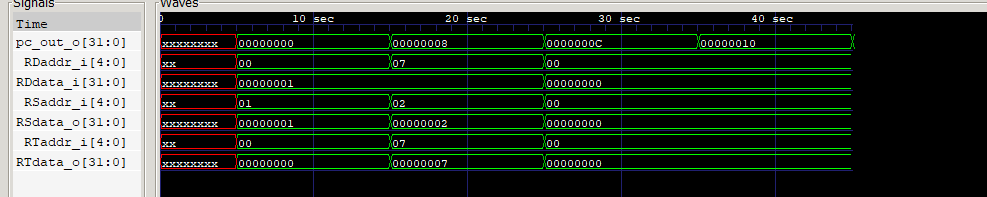 Signals Waves
Time 0 10 sec 20 sec 30 sec 40 sec
pc_out_o[31:0] xxxxxxxx 00000000 00000008 0000000C 00000010
RDaddr_i[4:0] xx 00 07 00
RDdata_i[31:0] xxxxxxxx 00000001 00000000
RSaddr_i[4:0] xx 01 02 00
RSdata_o[31:0] xxxxxxxx 00000001 00000002 00000000
RTaddr_i[4:0] xx 00 07 00
RTdata_o[31:0] xxxxxxxx 00000000 00000007 00000000